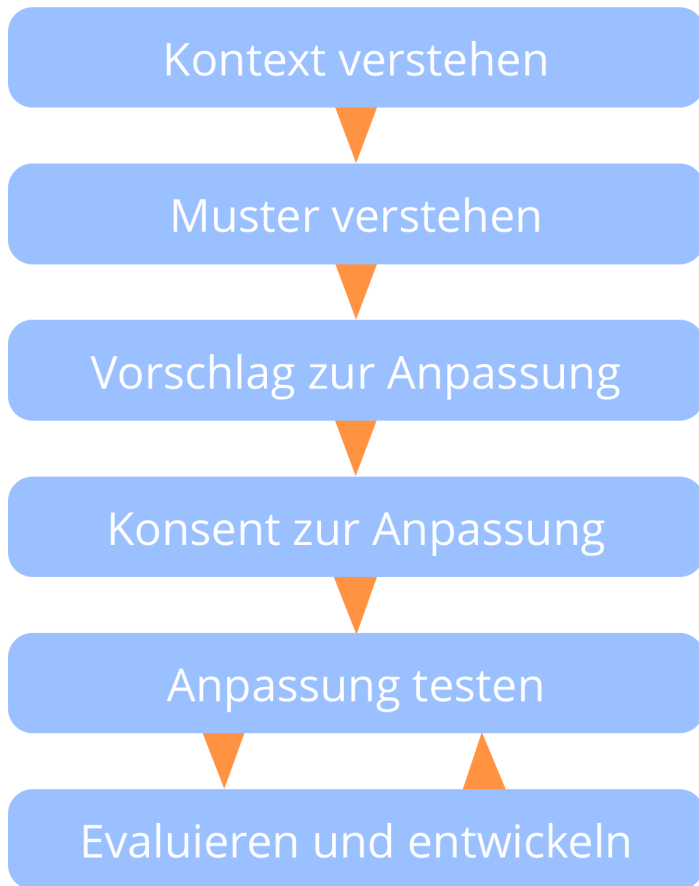 Kontext verstehen
Muster verstehen
Vorschlag zur Anpassung
Konsent zur Anpassung
Anpassung testen
Evaluieren und entwickeln